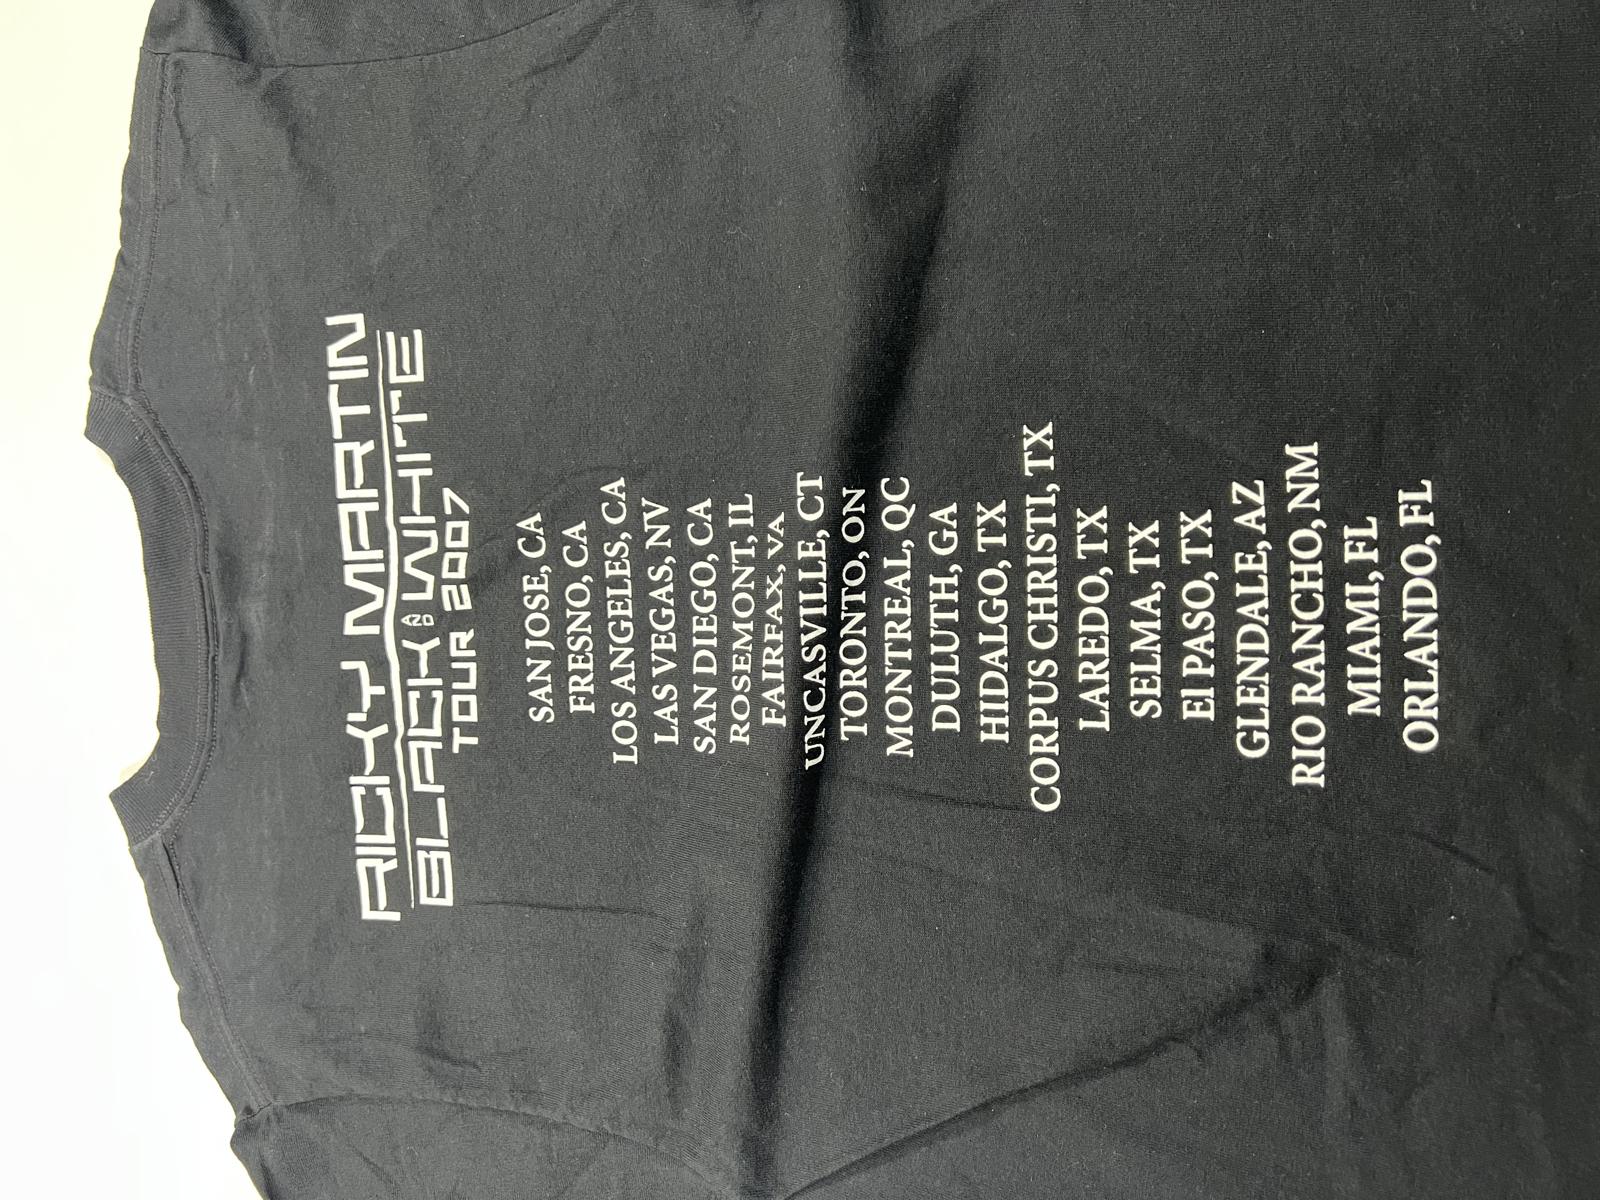 RICKY MARTIN
BLACK AND WHITE
TOUR 2007
SAN JOSE, CA
FRESNO, CA
LOS ANGELES, CA
LAS VEGAS, NV
SAN DIEGO, CA
ROSEMONT, IL
FAIRFAX, VA
UNCASVILLE, CT
TORONTO, ON
MONTREAL, QC
DULUTH, GA
HIDALGO, TX
CORPUS CHRISTI, TX
LAREDO, TX
SELMA, TX
El PASO, TX
GLENDALE, AZ
RIO RANCHO, NM
MIAMI, FL
ORLANDO, FL